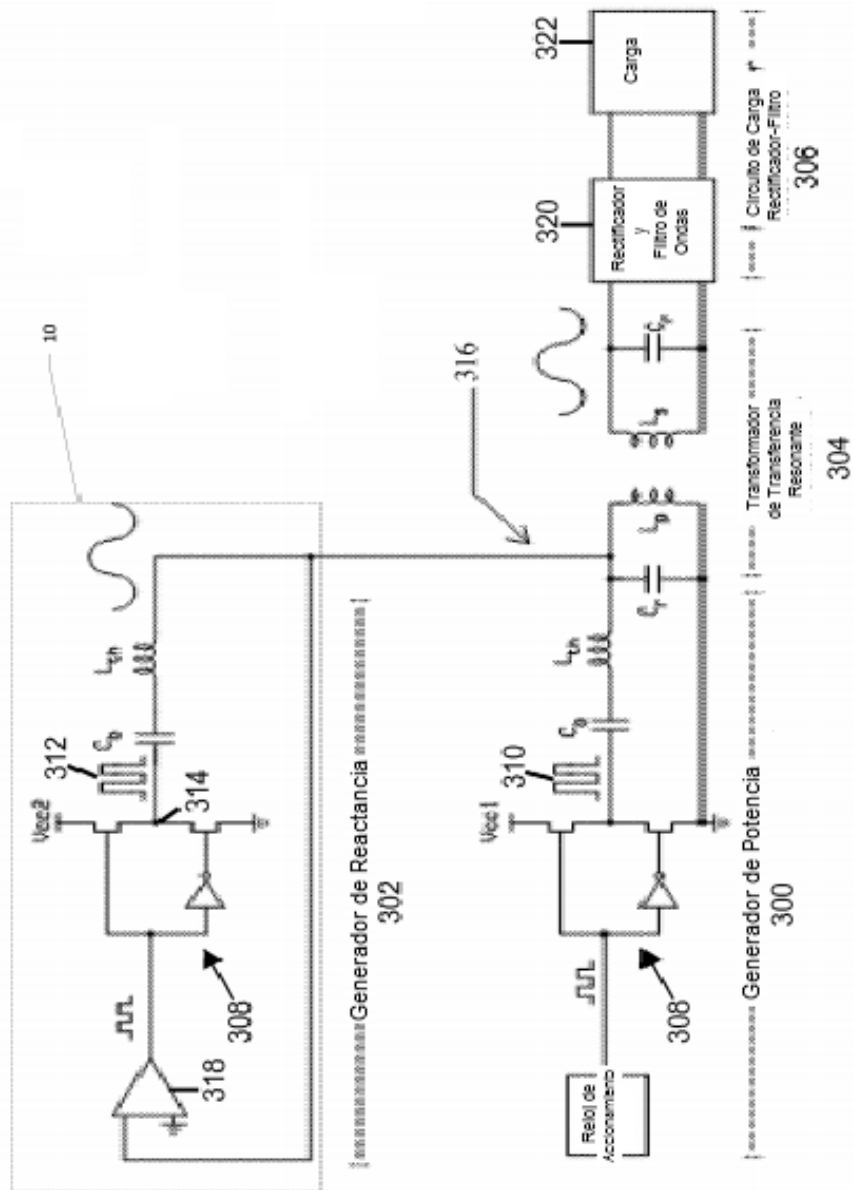 10
312
Vcc2
Lth
314
318
308
Generador de Reactancia
302
316
310
Vcc1
Lth
Reloj de
Accionamiento
308
Cr
Lp
Ls
Cr
320
Rectificador
y
Filtro de
Ondas
322
Carga
Generador de Potencia
300
Transformador
de Transferencia
Resonante
304
Circuito de Carga
Rectificador-Filtro
306